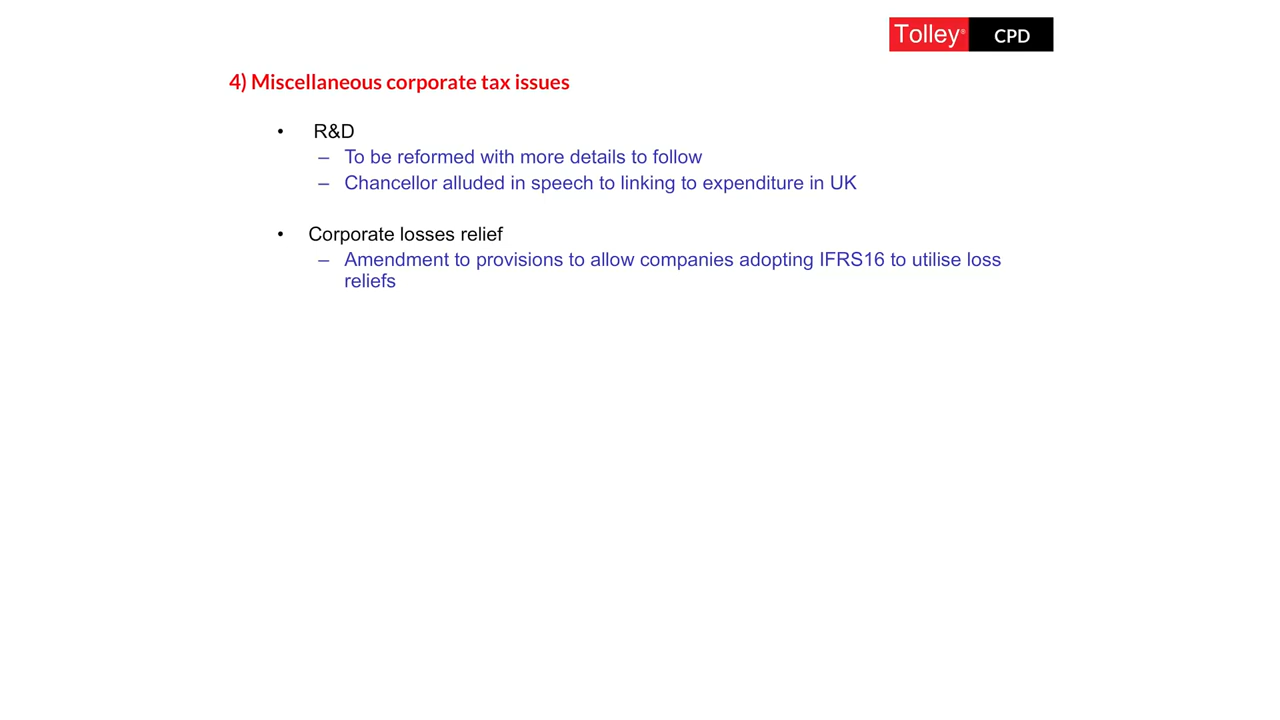 Tolley® CPD
4) Miscellaneous corporate tax issues
• R&D
– To be reformed with more details to follow
– Chancellor alluded in speech to linking to expenditure in UK
• Corporate losses relief
– Amendment to provisions to allow companies adopting IFRS16 to utilise loss
reliefs